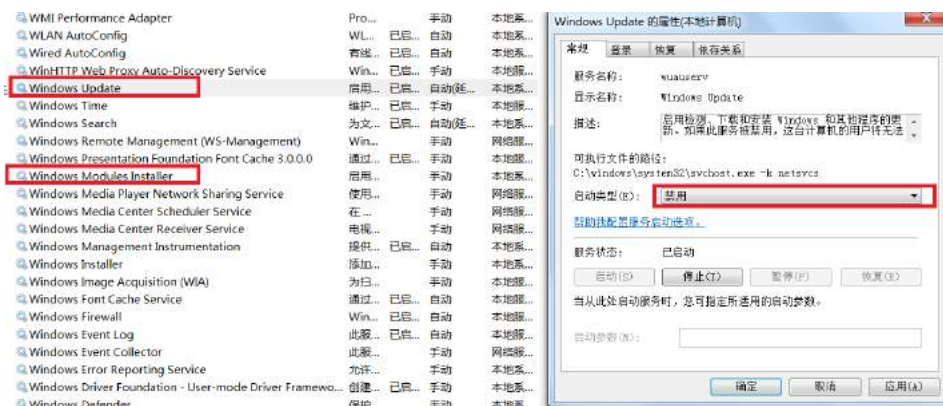 WMI Performance Adapter Pro... 手动 本地系...
WLAN AutoConfig WL... 已启... 自动 本地系...
Wired AutoConfig 有线... 已启... 自动 本地系...
WinHTTP Web Proxy Auto-Discovery Service Win... 已启... 手动 本地服...
Windows Update 启用... 已启... 自动(延... 本地系...
Windows Time 维护... 已启... 手动 本地服...
Windows Search 为文... 已启... 自动(延... 本地系...
Windows Remote Management (WS-Management) Win... 手动 网络服...
Windows Presentation Foundation Font Cache 3.0.0.0 通过... 已启... 手动 本地服...
Windows Modules Installer 启用... 手动 本地系...
Windows Media Player Network Sharing Service 使用... 手动 网络服...
Windows Media Center Scheduler Service 在 ... 手动 网络服...
Windows Media Center Receiver Service 电视... 手动 网络服...
Windows Management Instrumentation 提供... 已启... 自动 本地系...
Windows Installer 添加... 手动 本地系...
Windows Image Acquisition (WIA) 为扫... 手动 本地服...
Windows Font Cache Service 通过... 已启... 自动 本地服...
Windows Firewall Win... 已启... 自动 本地服...
Windows Event Log 此服... 已启... 自动 本地服...
Windows Event Collector 此服... 手动 网络服...
Windows Error Reporting Service 允许... 手动 本地系...
Windows Driver Foundation - User-mode Driver Framewo... 创建... 已启... 手动 本地系...
Windows Defender 保护... 手动 本地系...
Windows Update 的属性(本地计算机)
常规 登录 恢复 依存关系
服务名称: wuauserv
显示名称: Windows Update
描述: 启用检测、下载和安装 Windows 和其他程序的更
新。如果此服务被禁用，这台计算机的用户将无法
可执行文件的路径:
C:\windows\system32\svchost.exe -k netsvcs
启动类型(E): 禁用
帮助我配置服务启动选项。
服务状态: 已启动
启动(S) 停止(T) 暂停(P) 恢复(R)
当从此处启动服务时，您可指定所适用的启动参数。
启动参数(M):
确定 取消 应用(A)